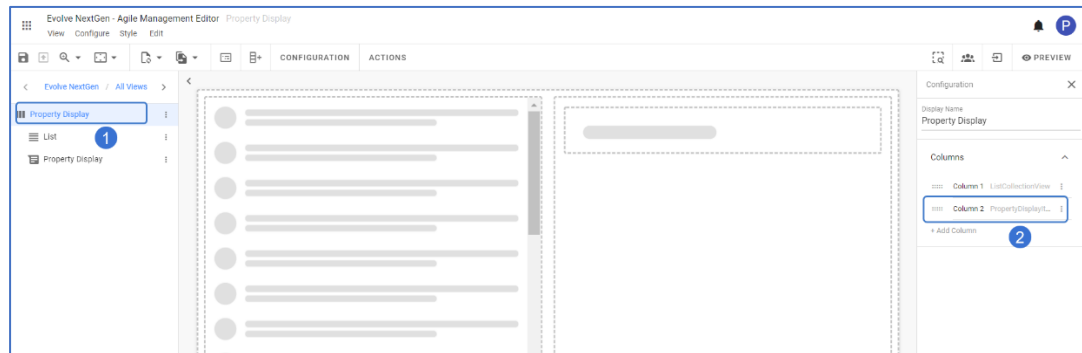 Evolve NextGen - Agile Management Editor Property Display
View Configure Style Edit
P
CONFIGURATION ACTIONS
PREVIEW
Evolve NextGen / All Views
Property Display
1
List
Property Display
Configuration
Display Name
Property Display
Columns
Column 1 ListCollectionView
Column 2 PropertyDisplayIt...
+ Add Column
2